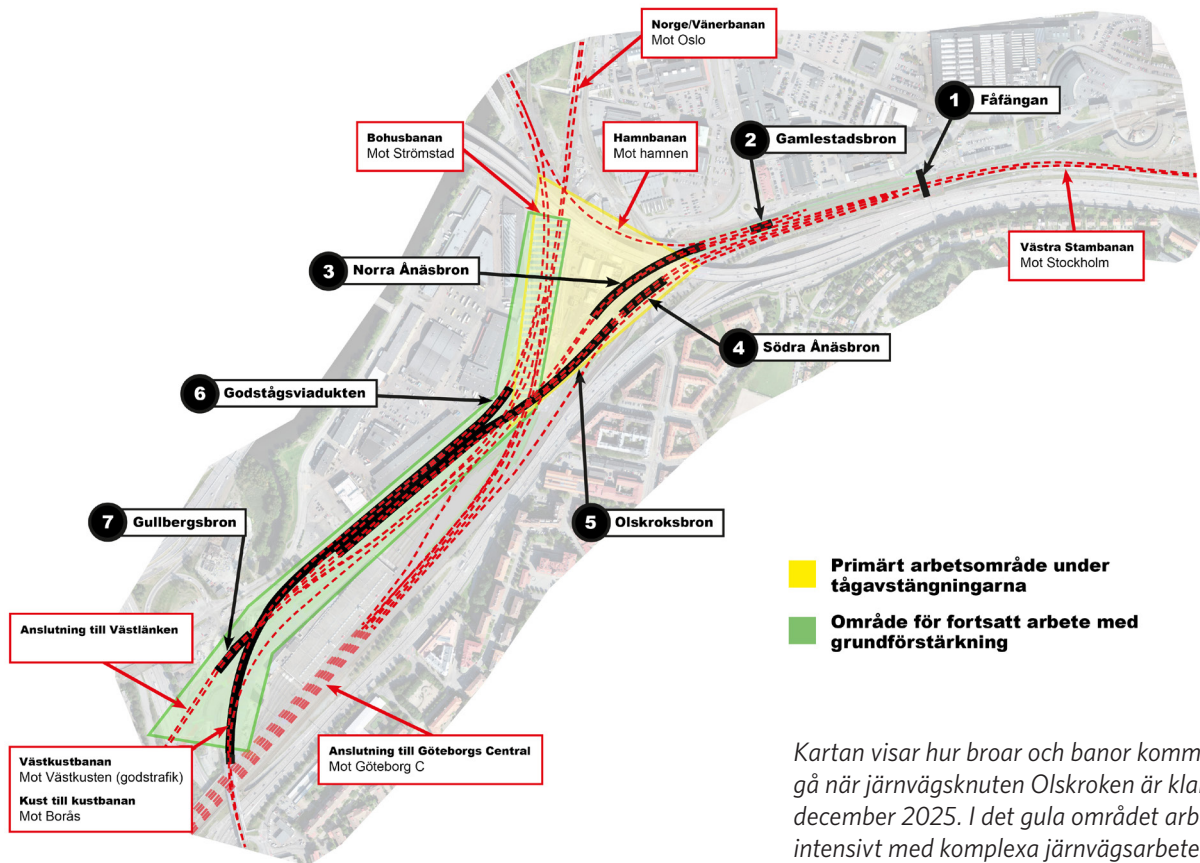 Norge/Vänerbanan
Mot Oslo
1 Fåfängan
2 Gamlestadsbron
Bohusbanan
Mot Strömstad
Hamnbanan
Mot hamnen
Västra Stambanan
Mot Stockholm
3 Norra Ånäsbron
4 Södra Ånäsbron
6 Godstågsviadukten
7 Gullbergsbron
5 Olskroksbron
Primärt arbetsområde under
tågavstängningarna
Område för fortsatt arbete med
grundförstärkning
Anslutning till Västlänken
Anslutning till Göteborgs Central
Mot Göteborg C
Västkustbanan
Mot Västkusten (godstrafik)
Kust till kustbanan
Mot Borås
Kartan visar hur broar och banor
gå när järnvägsknuten Olskroken är
december 2025. I det gula området
intensivt med komplexa järnvägsarbete